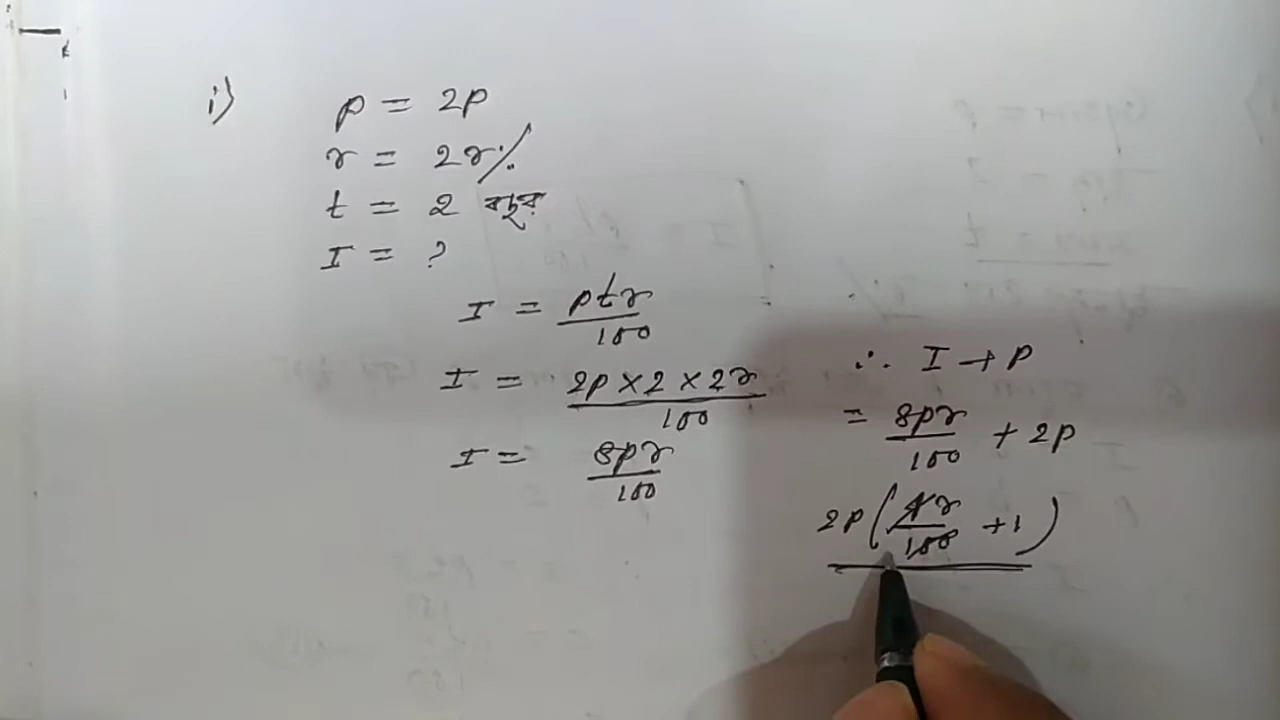 i)
p = 2p
r = 2r%
t = 2 বছর
I = ?
I = ptr/100
I = 2p × 2 × 2r/100
I = 8pr/100
∴ I → P
= 8pr/100 + 2p
2p(4r/100 + 1)